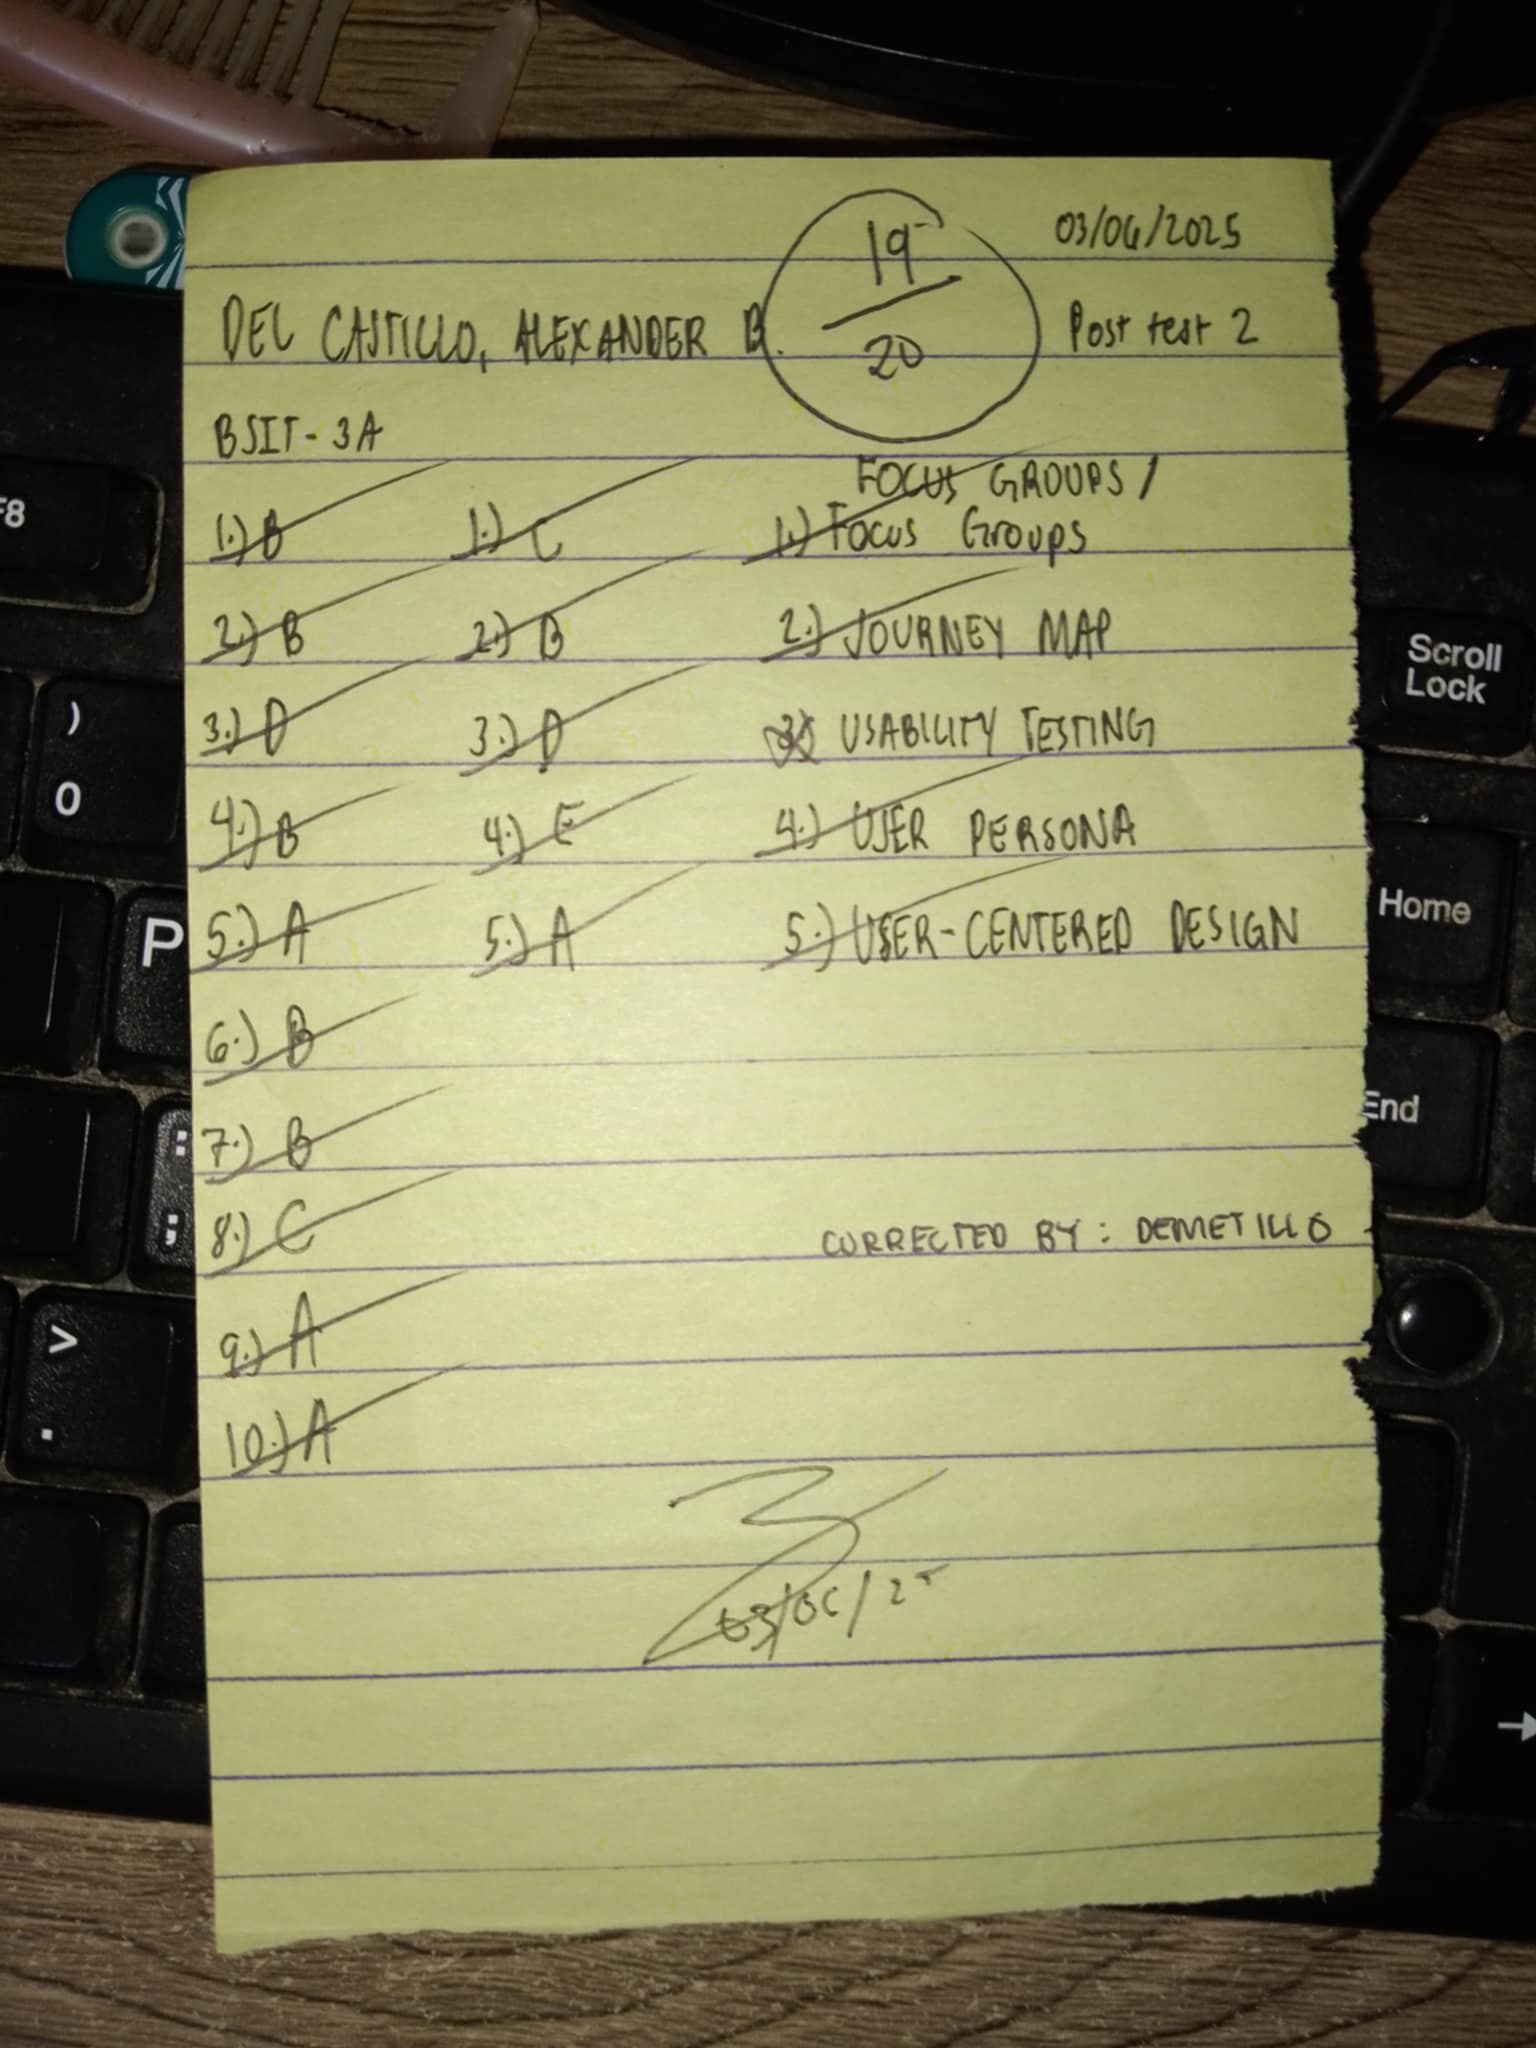 19
20
03/06/2025
DEL CASTILLO, ALEXANDER B.
Post test 2
BSIT-3A
FOCUS GROUPS /
1.) B
1.) C
1.) Focus Groups
2.) B
2.) B
2.) JOURNEY MAP
3.) D
3.) D
3) USABILITY TESTING
4.) B
4.) E
4.) USER PERSONA
5.) A
5.) A
5.) USER-CENTERED DESIGN
6.) B
7.) B
8.) C
CORRECTED BY: DEMETILLO
9.) A
10.) A
03/06/25
F8
)
0
P
:
;
>
.
Scroll
Lock
Home
End
→